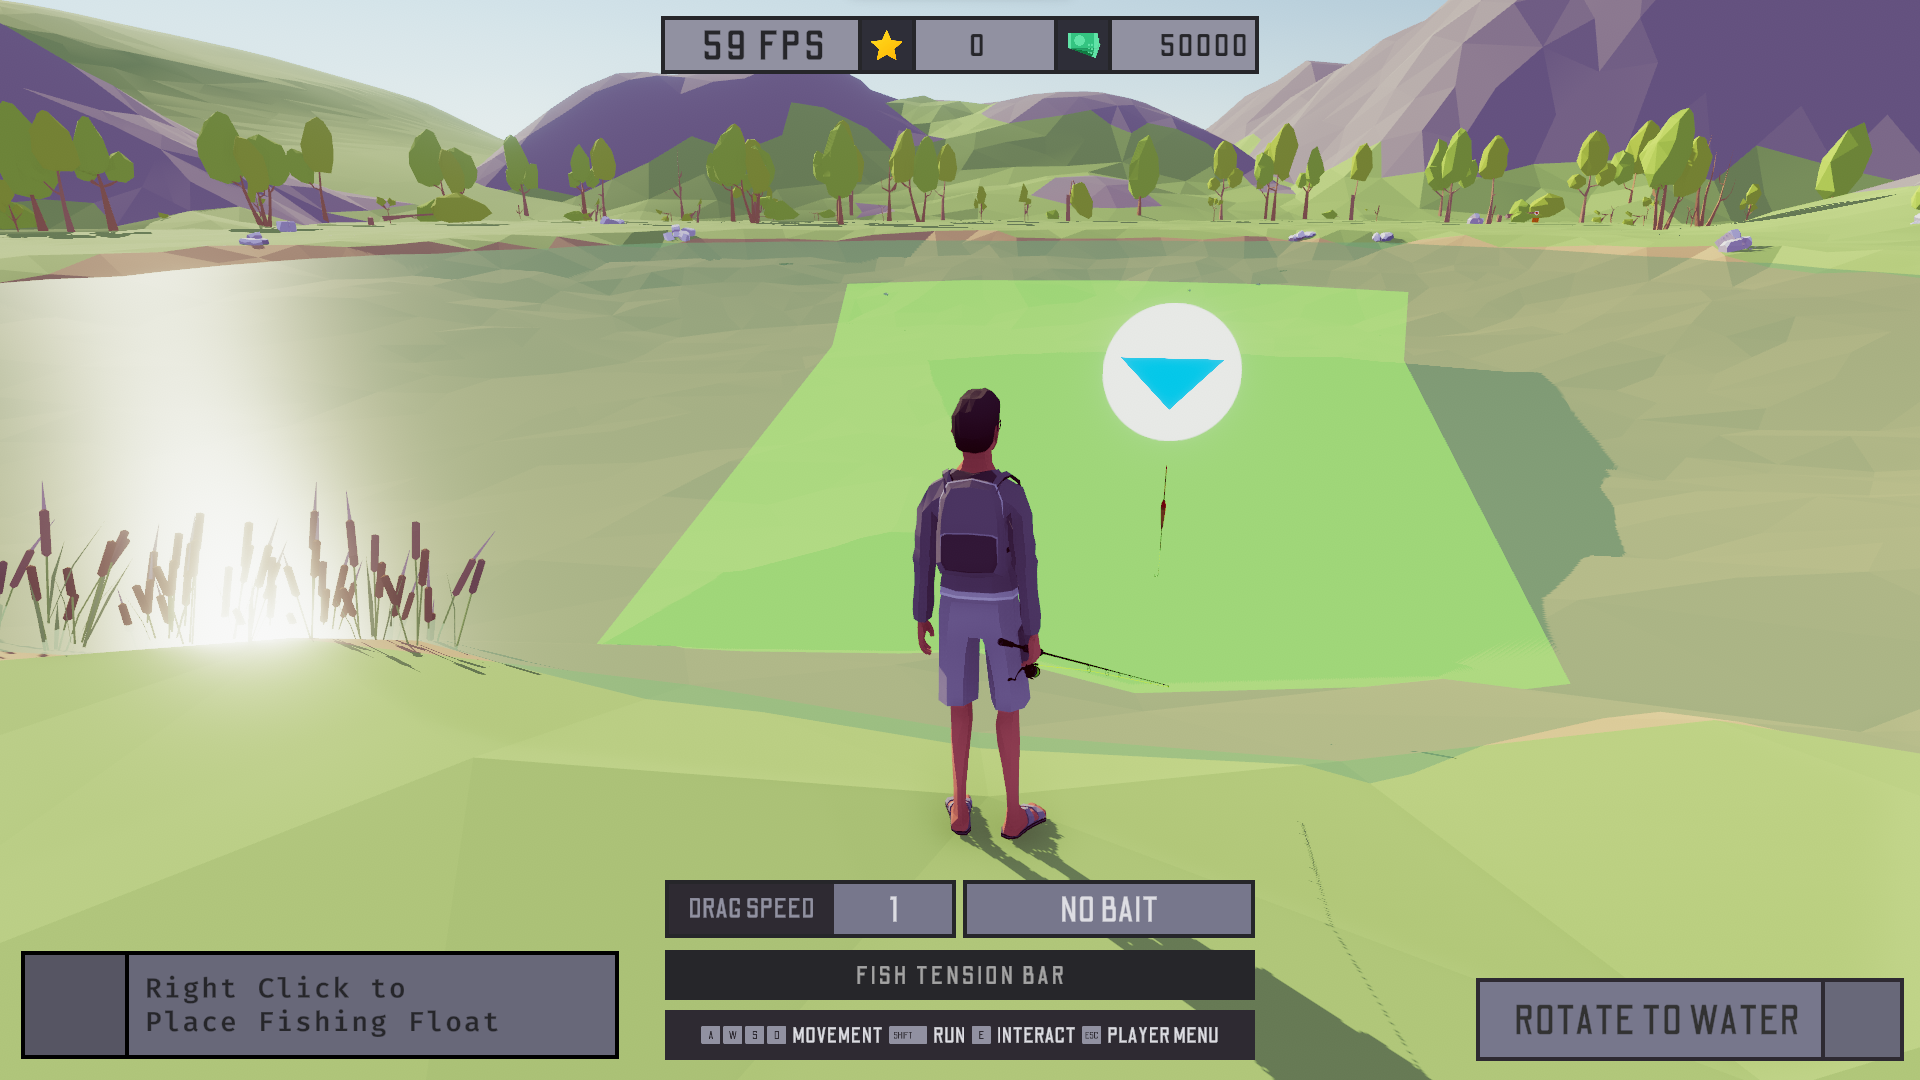 59 FPS
0
50000
DRAG SPEED
1
NO BAIT
FISH TENSION BAR
A W S D MOVEMENT SHIFT RUN E INTERACT ESC PLAYER MENU
Right Click to
Place Fishing Float
ROTATE TO WATER